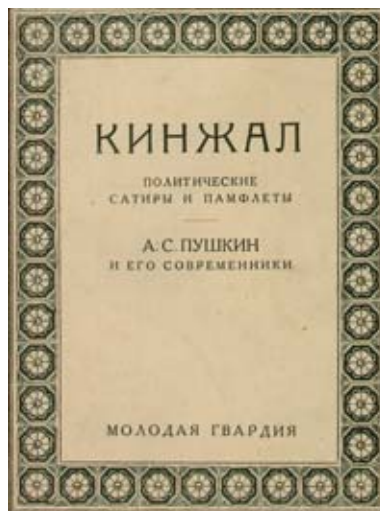 КИНЖАЛ
ПОЛИТИЧЕСКИЕ
САТИРЫ И ПАМФЛЕТЫ
А. С. ПУШКИН
И ЕГО СОВРЕМЕННИКИ
МОЛОДАЯ ГВАРДИЯ